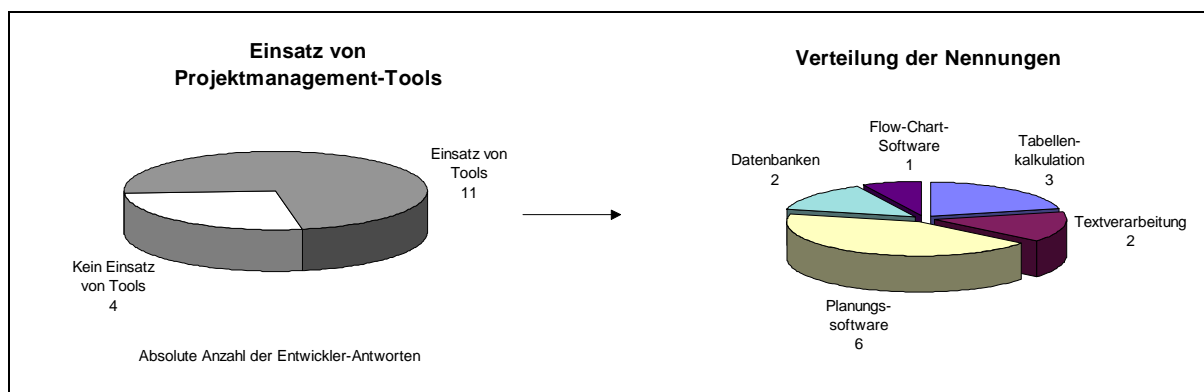 Einsatz von
Projektmanagement-Tools
Einsatz von
Tools
11
Kein Einsatz
von Tools
4
Absolute Anzahl der Entwickler-Antworten
Verteilung der Nennungen
Flow-Chart-
Software
1
Tabellen-
kalkulation
3
Datenbanken
2
Textverarbeitung
2
Planungs-
software
6